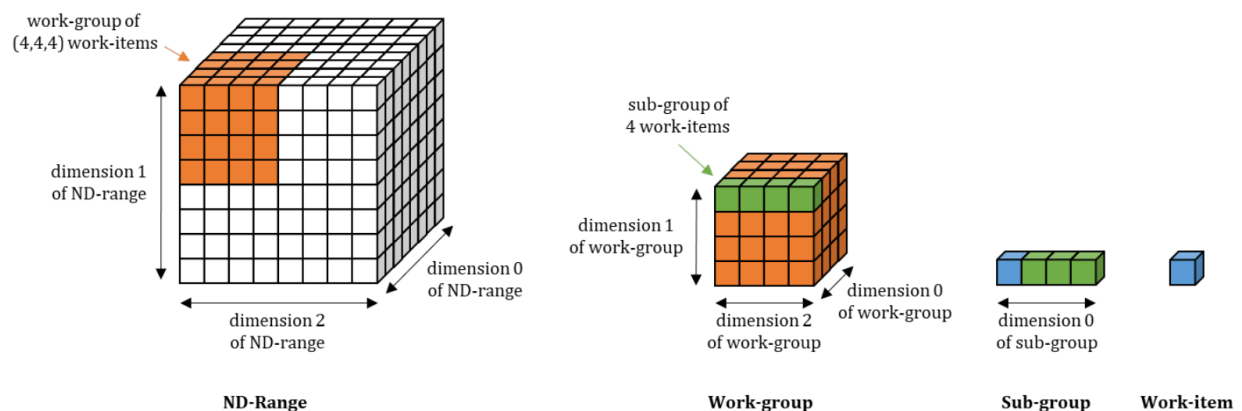 work-group of
(4,4,4) work-items
dimension 1
of ND-range
dimension 0
of ND-range
dimension 2
of ND-range
ND-Range
sub-group of
4 work-items
dimension 1
of work-group
dimension 0
of work-group
dimension 2
of work-group
Work-group
dimension 0
of sub-group
Sub-group
Work-item